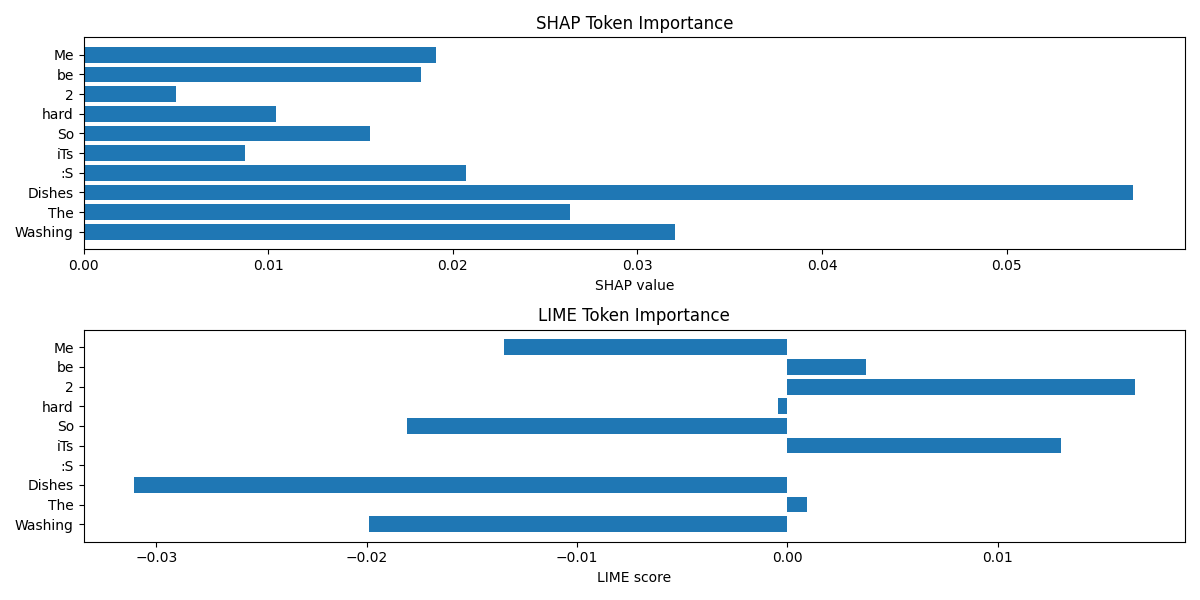 SHAP Token Importance
Me
be
2
hard
So
iTs
:S
Dishes
The
Washing
0.00 0.01 0.02 0.03 0.04 0.05
SHAP value
LIME Token Importance
Me
be
2
hard
So
iTs
:S
Dishes
The
Washing
−0.03 −0.02 −0.01 0.00 0.01
LIME score